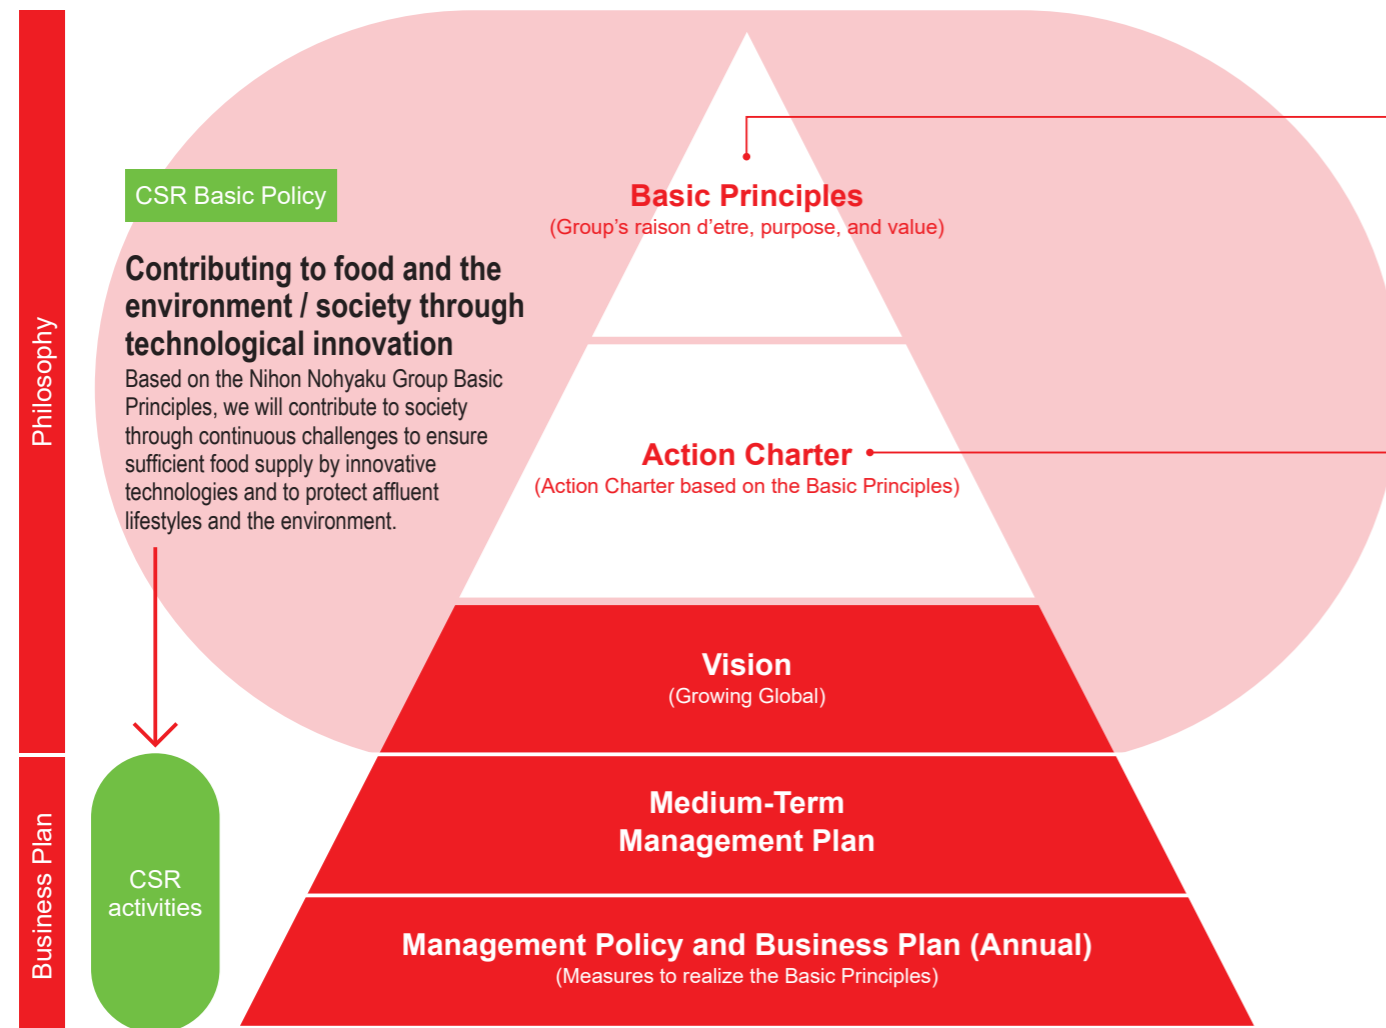 Philosophy
CSR Basic Policy
Contributing to food and the
environment / society through
technological innovation
Based on the Nihon Nohyaku Group Basic
Principles, we will contribute to society
through continuous challenges to ensure
sufficient food supply by innovative
technologies and to protect affluent
lifestyles and the environment.
Basic Principles
(Group’s raison d’etre, purpose, and value)
Action Charter
(Action Charter based on the Basic Principles)
Vision
(Growing Global)
Business Plan
CSR
activities
Medium-Term
Management Plan
Management Policy and Business Plan (Annual)
(Measures to realize the Basic Principles)